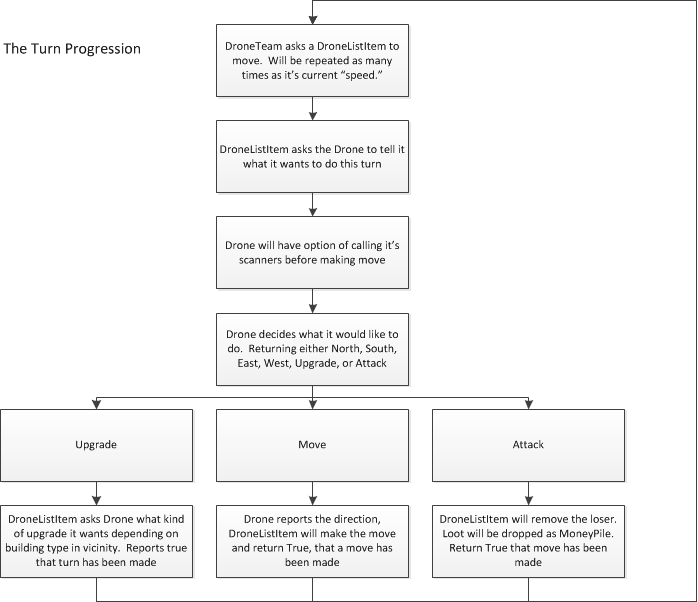 The Turn Progression
DroneTeam asks a DroneListItem to
move.  Will be repeated as many
times as it's current “speed.”
DroneListItem asks the Drone to tell it
what it wants to do this turn
Drone will have option of calling it's
scanners before making move
Drone decides what it would like to
do.  Returning either North, South,
East, West, Upgrade, or Attack
Upgrade
Move
Attack
DroneListItem asks Drone what kind
of upgrade it wants depending on
building type in vicinity.  Reports true
that turn has been made
Drone reports the direction,
DroneListItem will make the move
and return True, that a move has
been made
DroneListItem will remove the loser.
Loot will be dropped as MoneyPile.
Return True that move has been
made